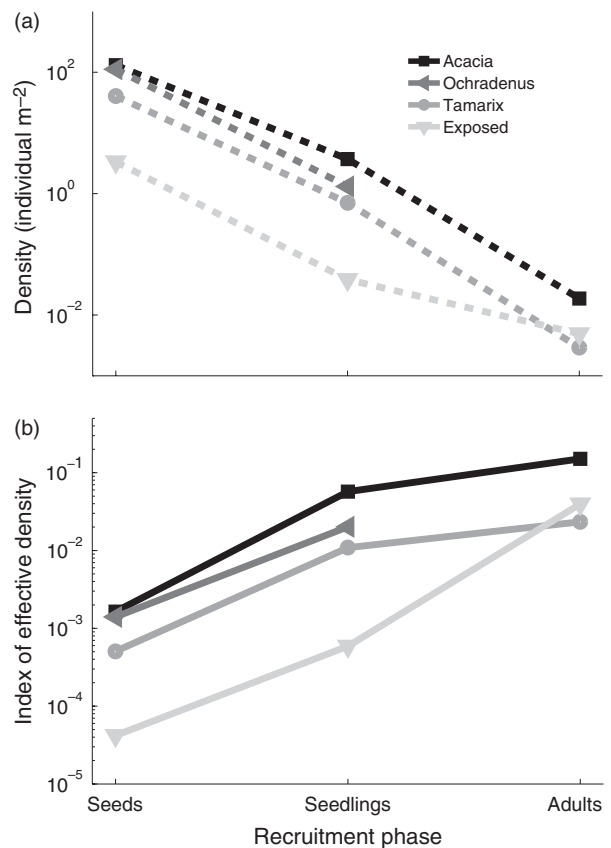 (a)
Density (individual m⁻²)
10²
10⁰
10⁻²
Acacia
Ochradenus
Tamarix
Exposed
(b)
Index of effective density
10⁻¹
10⁻²
10⁻³
10⁻⁴
10⁻⁵
Seeds Seedlings Adults
Recruitment phase